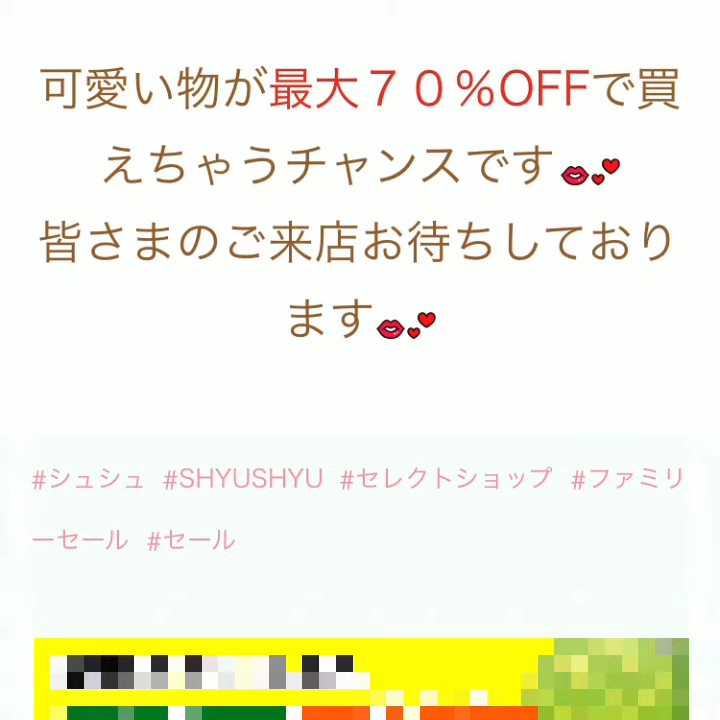 可愛い物が最大７０％OFFで買
えちゃうチャンスです
皆さまのご来店お待ちしており
ます
#シュシュ #SHYUSHYU #セレクトショップ #ファミリ
ーセール #セール